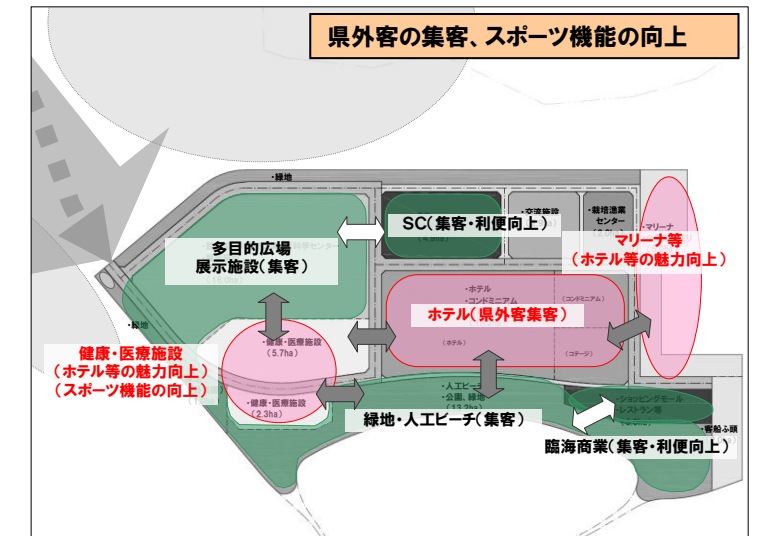 県外客の集客、スポーツ機能の向上
・緑地
SC(集客・利便向上)
・交流施設
・栽培漁業
センター
・マリーナ
マリーナ等
(ホテル等の魅力向上)
多目的広場
展示施設(集客)
・ホテル
・コンドミニアム
(コンドミニアム)
ホテル(県外客集客)
(ホテル)
(コテージ)
・緑地
・健康・医療施設
(5.7ha)
健康・医療施設
(ホテル等の魅力向上)
(スポーツ機能の向上)
・健康・医療施設
(2.3ha)
・人工ビーチ
・公園、緑地
緑地・人工ビーチ(集客)
・ショッピングモール
・レストラン等
・客船ふ頭
臨海商業(集客・利便向上)